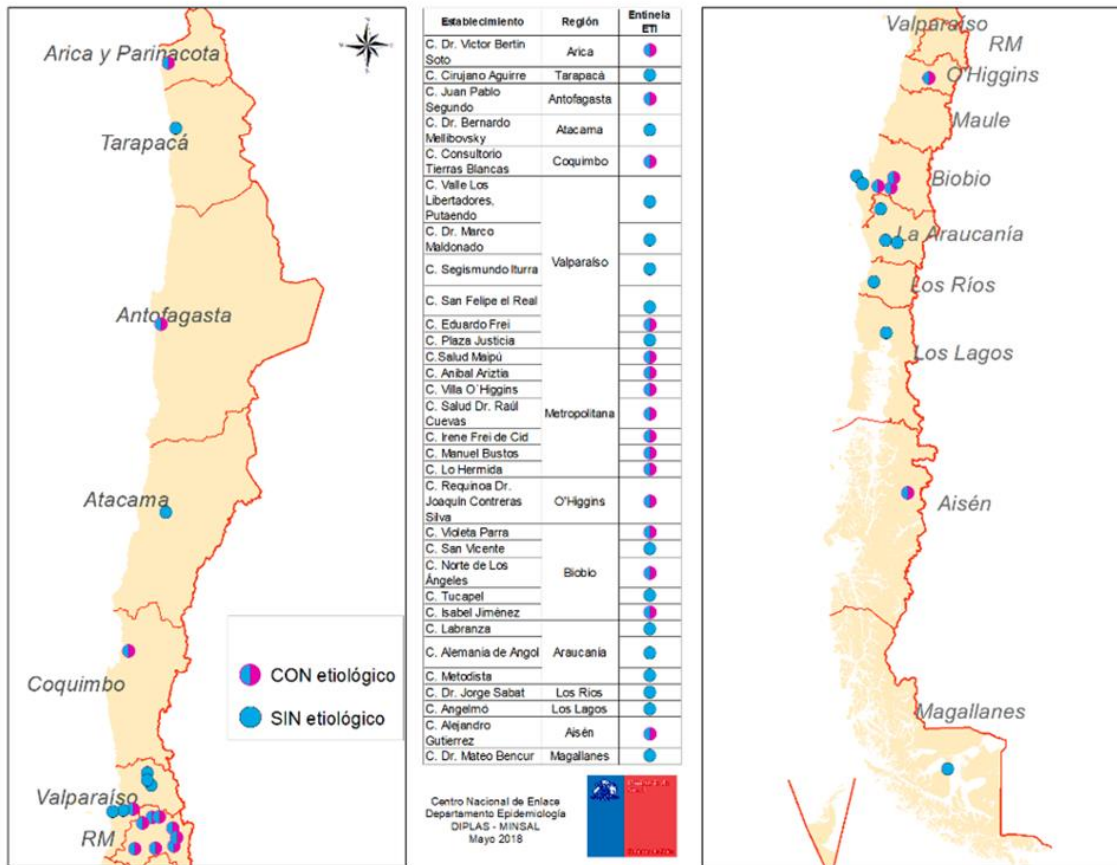 Arica y Parinacota
Tarapacá
Antofagasta
Atacama
Coquimbo
Valparaíso
RM
CON etiológico
SIN etiológico
Establecimiento Región Entinela
ETI
C. Dr. Victor Bertin
Soto
Arica
C. Cirujano Aguirre Tarapacá
C. Juan Pablo
Segundo
Antofagasta
C. Dr. Bernardo
Mellibovsky
Atacama
C. Consultorio
Tierras Blancas
Coquimbo
C. Valle Los
Libertadores,
Putaendo
C. Dr. Marco
Maldonado
C. Segismundo Iturra
Valparaíso
C. San Felipe el Real
C. Eduardo Frei
C. Plaza Justicia
C.Salud Maipú
C. Anibal Ariztia
C. Villa O´Higgins
C. Salud Dr. Raúl
Cuevas
Metropolitana
C. Irene Frei de Cid
C. Manuel Bustos
C. Lo Hermida
C. Requinoa Dr.
Joaquín Contreras
Silva
O'Higgins
C. Violeta Parra
C. San Vicente
C. Norte de Los
Ángeles
Biobio
C. Tucapel
C. Isabel Jiménez
C. Labranza
C. Alemania de Angol
Araucanía
C. Metodista
C. Dr. Jorge Sabat Los Rios
C. Angelmó Los Lagos
C. Alejandro
Gutierrez
Aisén
C. Dr. Mateo Bencur Magallanes
Centro Nacional de Enlace
Departamento Epidemiología
DIPLAS - MINSAL
Mayo 2018
Valparaíso
RM
O'Higgins
Maule
Biobio
La Araucanía
Los Ríos
Los Lagos
Aisén
Magallanes